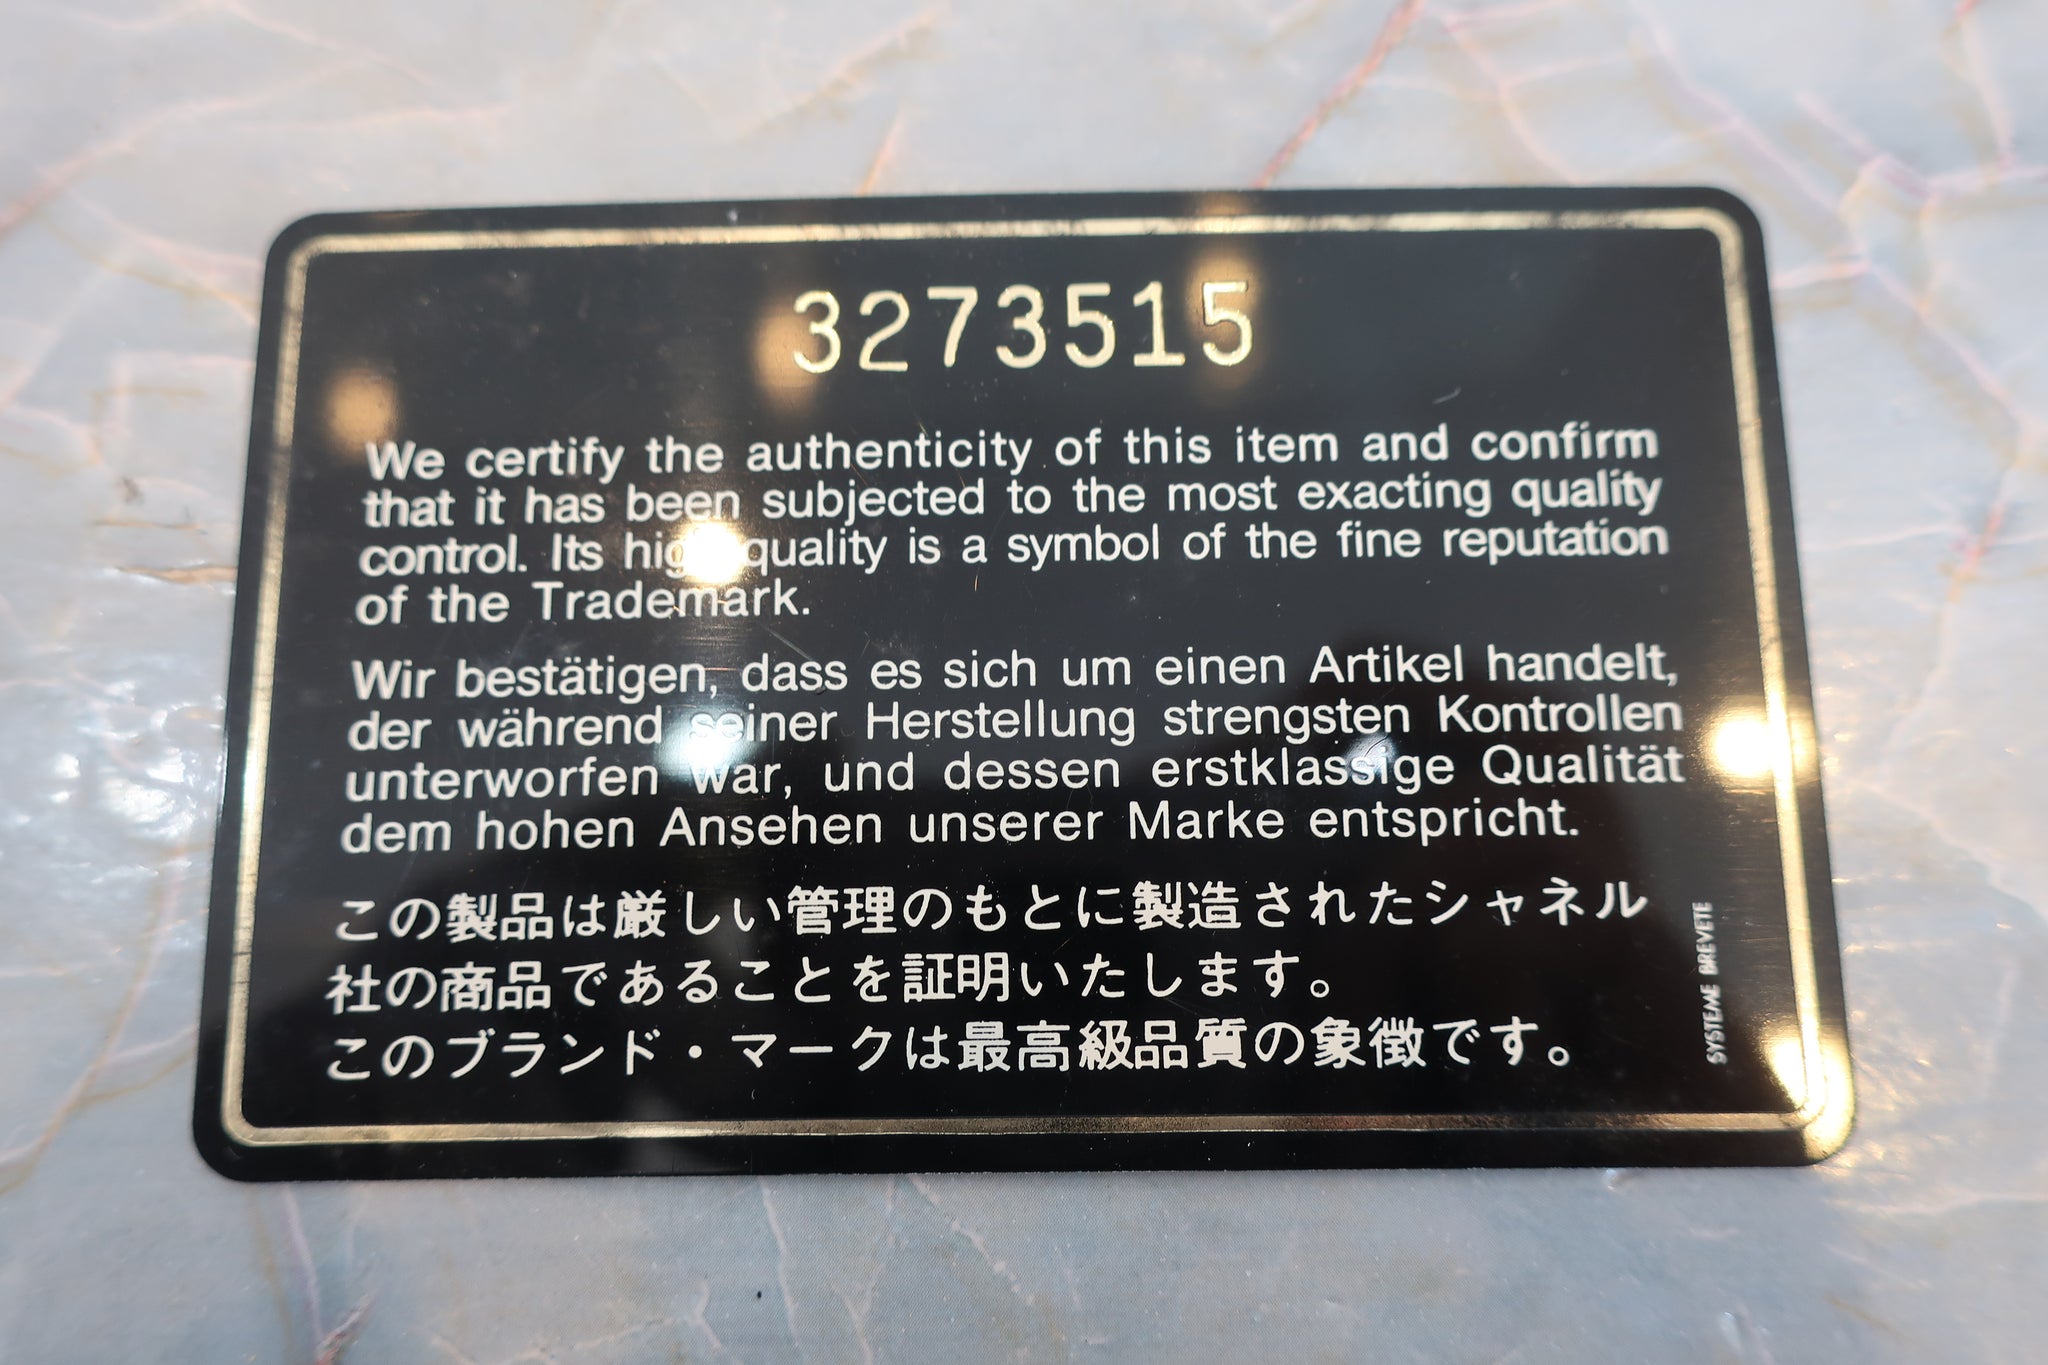 3273515
We certify the authenticity of this item and confirm
that it has been subjected to the most exacting quality
control. Its high quality is a symbol of the fine reputation
of the Trademark.
Wir bestätigen, dass es sich um einen Artikel handelt,
der während seiner Herstellung strengsten Kontrollen
unterworfen war, und dessen erstklassige Qualität
dem hohen Ansehen unserer Marke entspricht.
この製品は厳しい管理のもとに製造されたシャネル
社の商品であることを証明いたします。
このブランド・マークは最高級品質の象徴です。
SYSTEME BREVETE